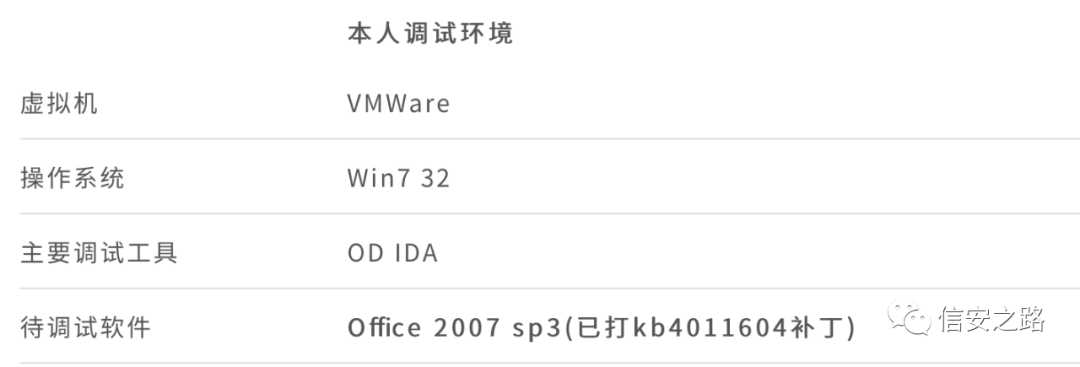 本人调试环境
虚拟机 VMWare
操作系统 Win7 32
主要调试工具 OD IDA
待调试软件 Office 2007 sp3(已打kb4011604补丁)
信安之路